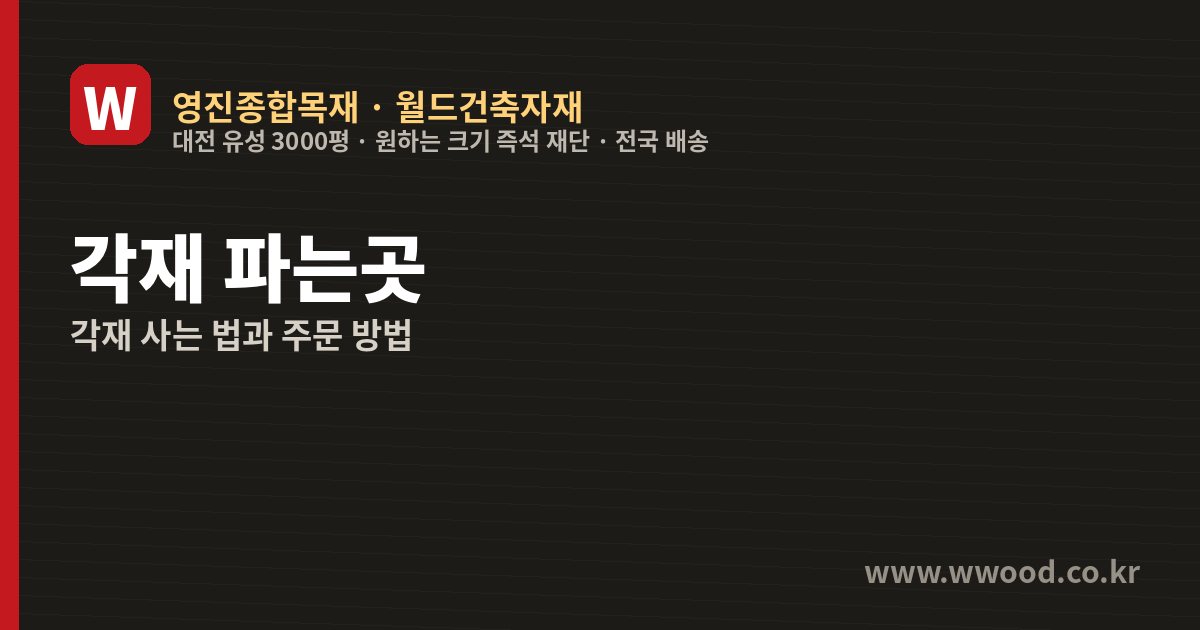 W
영진종합목재 · 월드건축자재
대전 유성 3000평 · 원하는 크기 즉석 재단 · 전국 배송
각재 파는곳
각재 사는 법과 주문 방법
www.wwood.co.kr